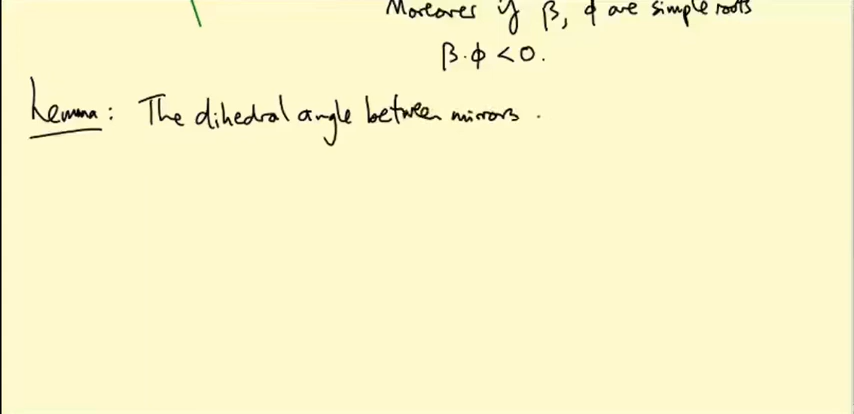 Moreover if β, φ are simple roots
β·φ < 0.
Lemma: The dihedral angle between mirrors.